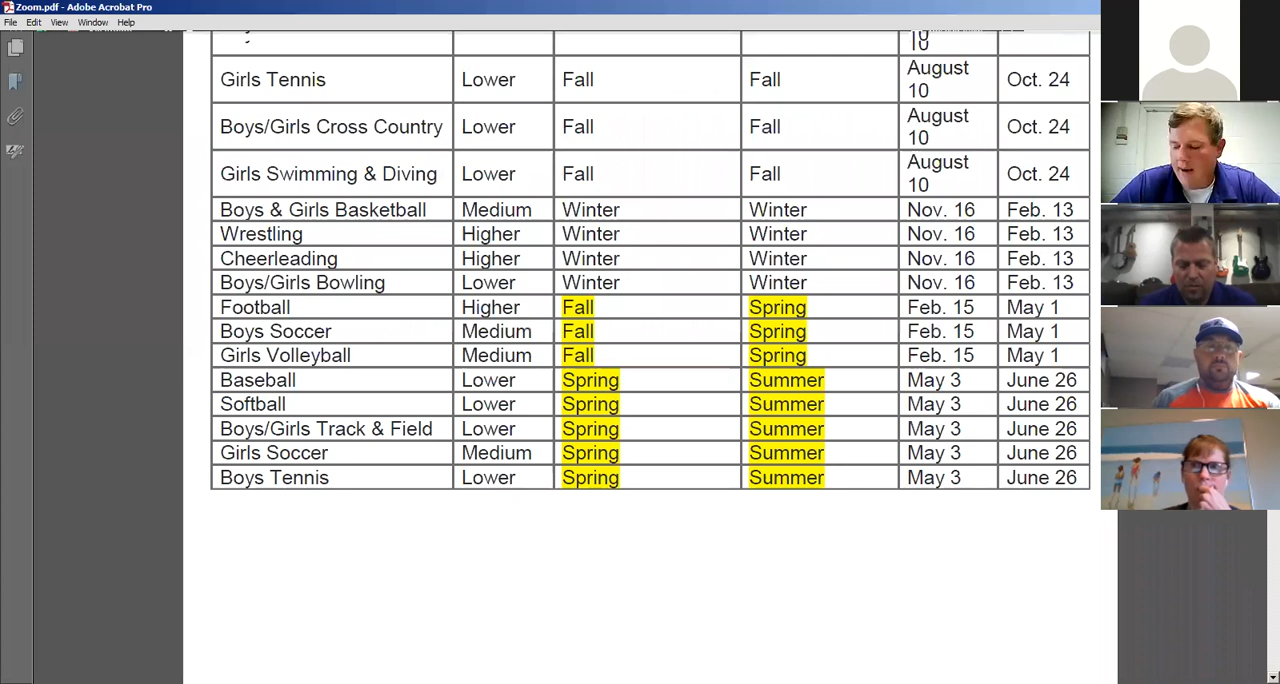 Zoom.pdf - Adobe Acrobat Pro
File Edit View Window Help
10
Girls Tennis Lower Fall Fall August 10 Oct. 24
Boys/Girls Cross Country Lower Fall Fall August 10 Oct. 24
Girls Swimming & Diving Lower Fall Fall August 10 Oct. 24
Boys & Girls Basketball Medium Winter Winter Nov. 16 Feb. 13
Wrestling Higher Winter Winter Nov. 16 Feb. 13
Cheerleading Higher Winter Winter Nov. 16 Feb. 13
Boys/Girls Bowling Lower Winter Winter Nov. 16 Feb. 13
Football Higher Fall Spring Feb. 15 May 1
Boys Soccer Medium Fall Spring Feb. 15 May 1
Girls Volleyball Medium Fall Spring Feb. 15 May 1
Baseball Lower Spring Summer May 3 June 26
Softball Lower Spring Summer May 3 June 26
Boys/Girls Track & Field Lower Spring Summer May 3 June 26
Girls Soccer Medium Spring Summer May 3 June 26
Boys Tennis Lower Spring Summer May 3 June 26